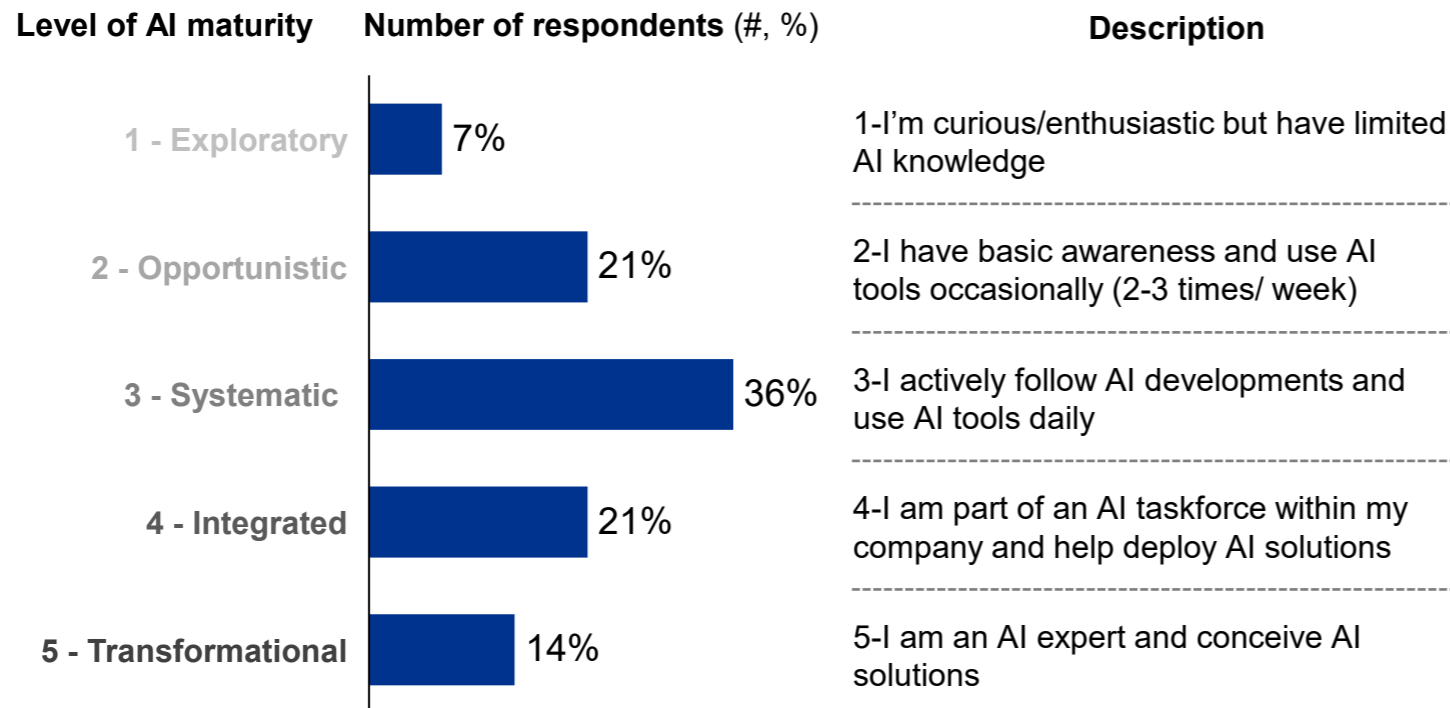 Level of AI maturity Number of respondents (#, %) Description
1 - Exploratory 7% 1-I’m curious/enthusiastic but have limited
AI knowledge
2 - Opportunistic 21% 2-I have basic awareness and use AI
tools occasionally (2-3 times/ week)
3 - Systematic 36% 3-I actively follow AI developments and
use AI tools daily
4 - Integrated 21% 4-I am part of an AI taskforce within my
company and help deploy AI solutions
5 - Transformational 14% 5-I am an AI expert and conceive AI
solutions